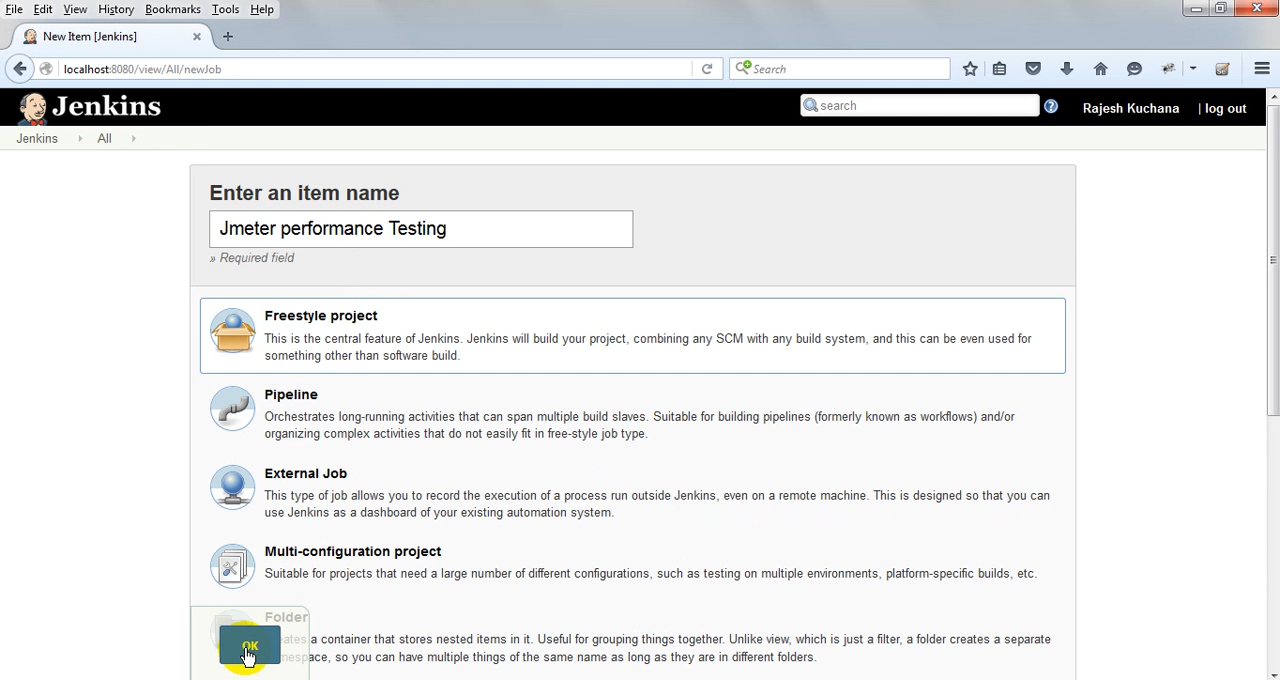 File Edit View History Bookmarks Tools Help
New Item [Jenkins]
localhost:8080/view/All/newJob
Search
Jenkins
search
Rajesh Kuchana | log out
Jenkins All
Enter an item name
Jmeter performance Testing
» Required field
Freestyle project
This is the central feature of Jenkins. Jenkins will build your project, combining any SCM with any build system, and this can be even used for
something other than software build.
Pipeline
Orchestrates long-running activities that can span multiple build slaves. Suitable for building pipelines (formerly known as workflows) and/or
organizing complex activities that do not easily fit in free-style job type.
External Job
This type of job allows you to record the execution of a process run outside Jenkins, even on a remote machine. This is designed so that you can
use Jenkins as a dashboard of your existing automation system.
Multi-configuration project
Suitable for projects that need a large number of different configurations, such as testing on multiple environments, platform-specific builds, etc.
Folder
a container that stores nested items in it. Useful for grouping things together. Unlike view, which is just a filter, a folder creates a separate
so you can have multiple things of the same name as long as they are in different folders.
OK